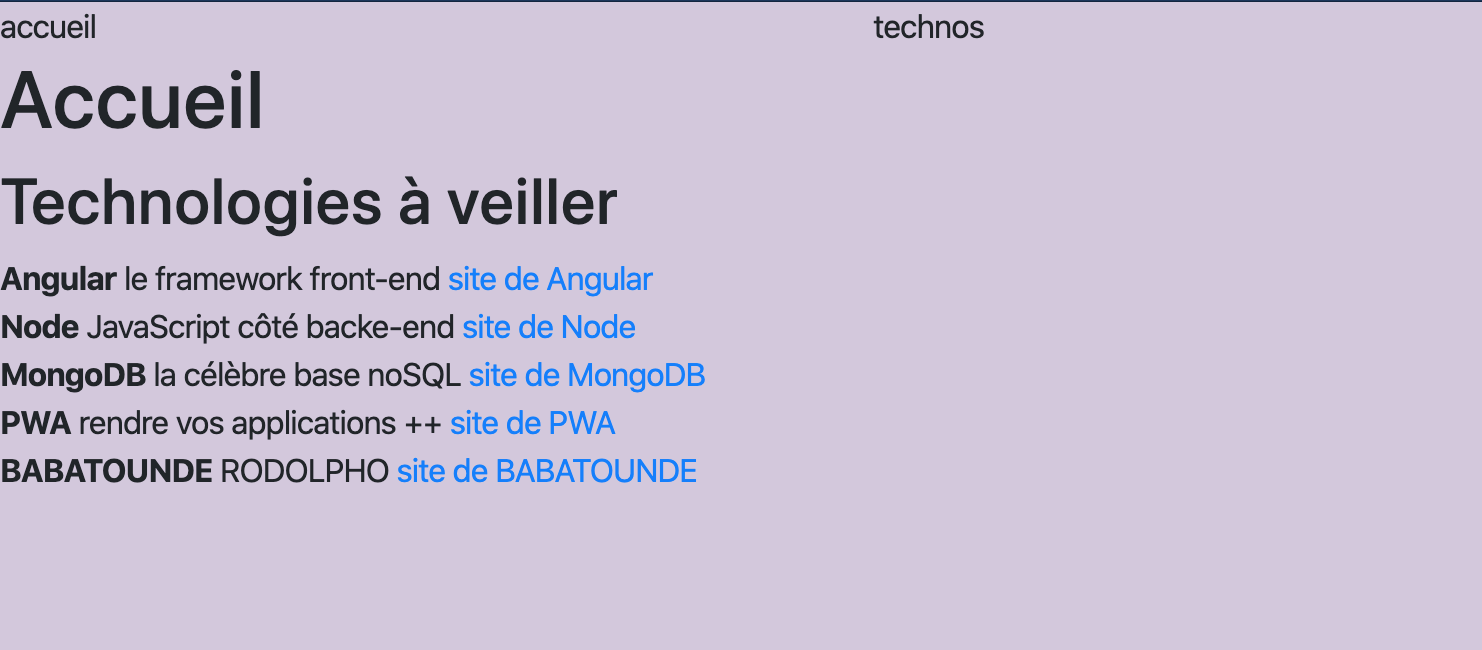 accueil technos
Accueil
Technologies à veiller
Angular le framework front-end site de Angular
Node JavaScript côté backe-end site de Node
MongoDB la célèbre base noSQL site de MongoDB
PWA rendre vos applications ++ site de PWA
BABATOUNDE RODOLPHO site de BABATOUNDE